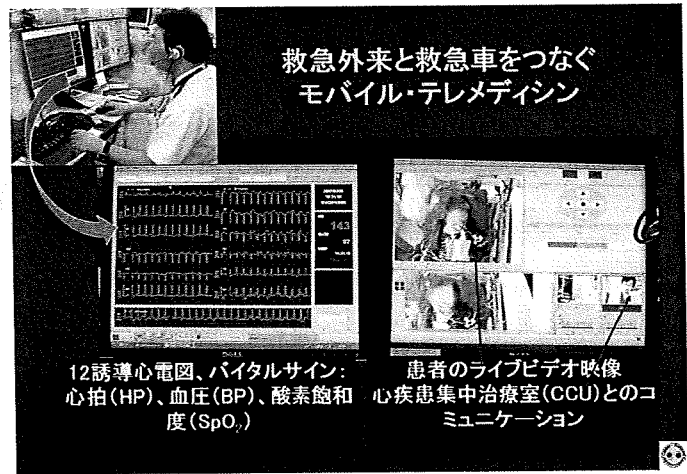 救急外来と救急車をつなぐ
モバイル・テレメディシン
143
97
12誘導心電図、バイタルサイン:
心拍(HP)、血圧(BP)、酸素飽和
度(SpO₂)
患者のライブビデオ映像
心疾患集中治療室(CCU)とのコ
ミュニケーション